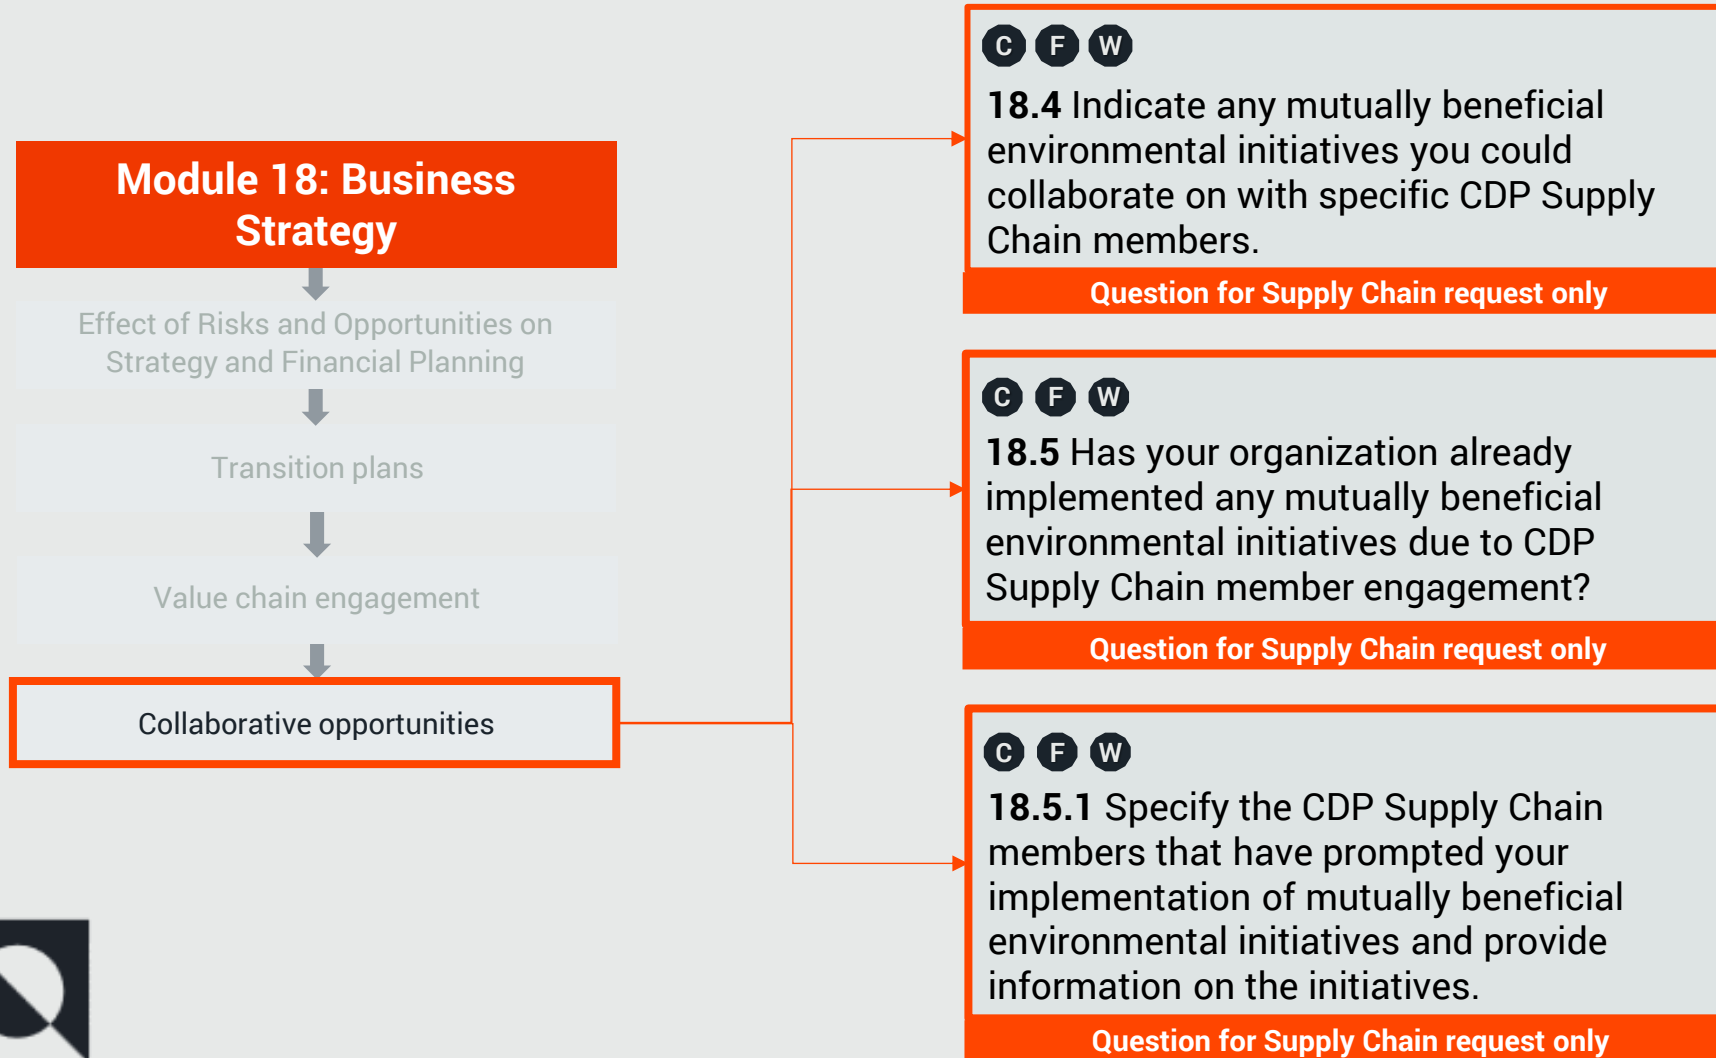 Module 18: Business
Strategy
Effect of Risks and Opportunities on
Strategy and Financial Planning
Transition plans
Value chain engagement
Collaborative opportunities
C F W
18.4 Indicate any mutually beneficial
environmental initiatives you could
collaborate on with specific CDP Supply
Chain members.
Question for Supply Chain request only
C F W
18.5 Has your organization already
implemented any mutually beneficial
environmental initiatives due to CDP
Supply Chain member engagement?
Question for Supply Chain request only
C F W
18.5.1 Specify the CDP Supply Chain
members that have prompted your
implementation of mutually beneficial
environmental initiatives and provide
information on the initiatives.
Question for Supply Chain request only